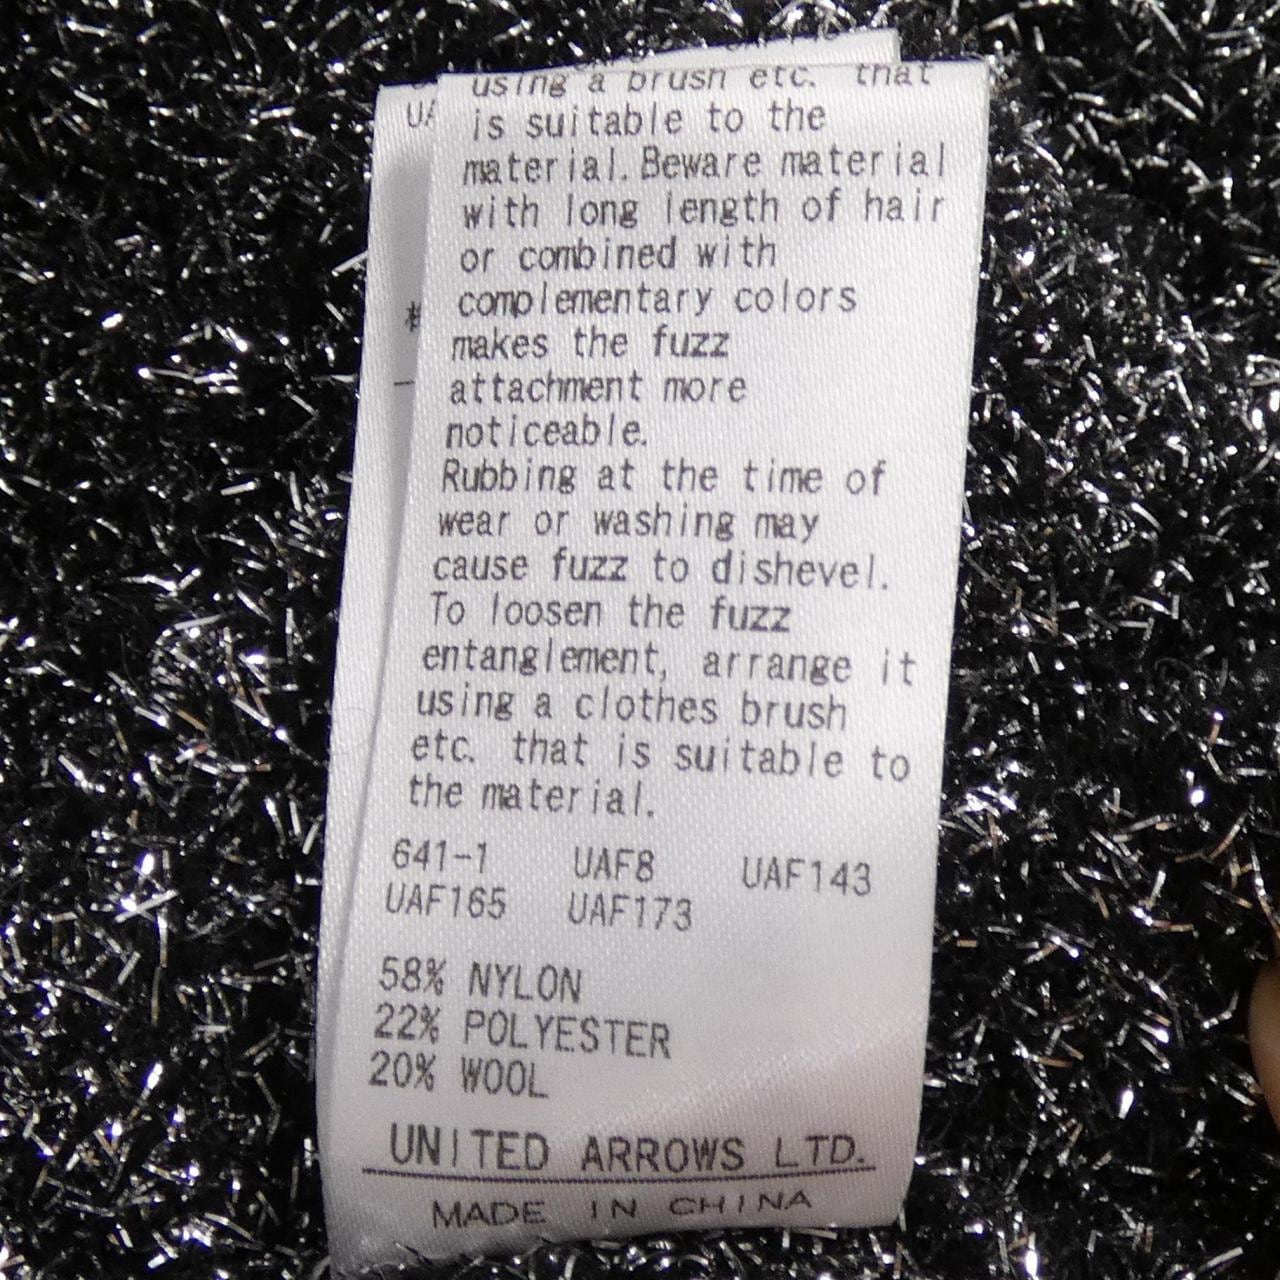 using a brush etc. that
is suitable to the
material. Beware material
with long length of hair
or combined with
complementary colors
makes the fuzz
attachment more
noticeable.
Rubbing at the time of
wear or washing may
cause fuzz to dishevel.
To loosen the fuzz
entanglement, arrange it
using a clothes brush
etc. that is suitable to
the material.
641-1 UAF8 UAF143
UAF165 UAF173
58% NYLON
22% POLYESTER
20% WOOL
UNITED ARROWS LTD.
MADE IN CHINA